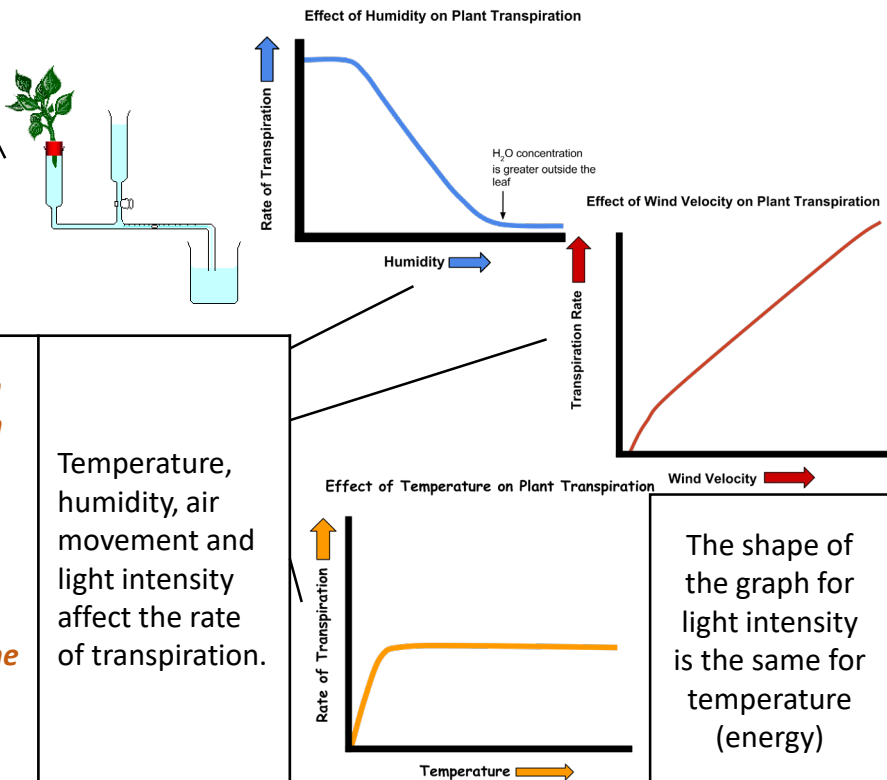 Effect of Humidity on Plant Transpiration
Rate of Transpiration
H₂O concentration
is greater outside the
leaf
Humidity
Effect of Wind Velocity on Plant Transpiration
Transpiration Rate
Wind Velocity
Temperature,
humidity, air
movement and
light intensity
affect the rate
of transpiration.
Effect of Temperature on Plant Transpiration
Rate of Transpiration
Temperature
The shape of
the graph for
light intensity
is the same for
temperature
(energy)